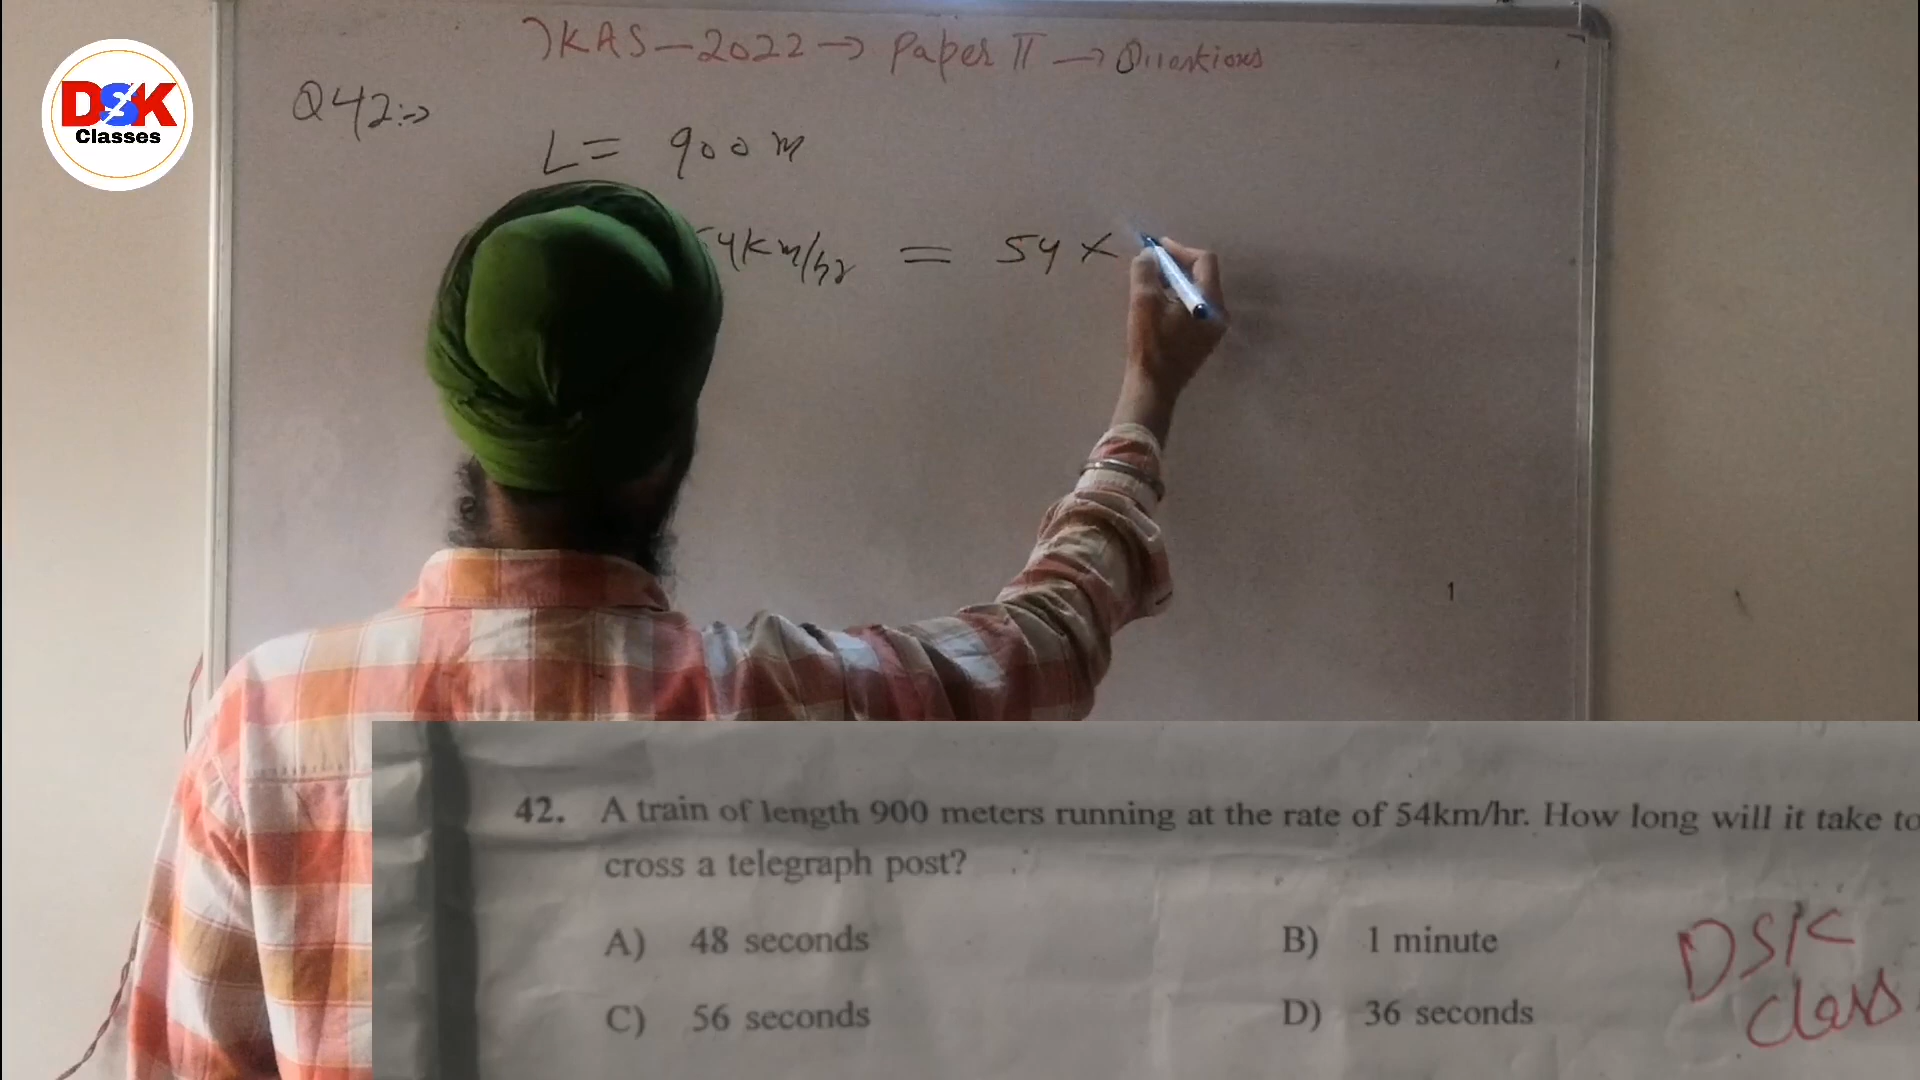 DSK
Classes
JKAS—2022→ Paper II —→ Questions
Q42:→
L= 900 m
54Km/hr = 54 ×
1
42. A train of length 900 meters running at the rate of 54km/hr. How long will it take to
cross a telegraph post?
A) 48 seconds B) 1 minute
C) 56 seconds D) 36 seconds
DSK
Class